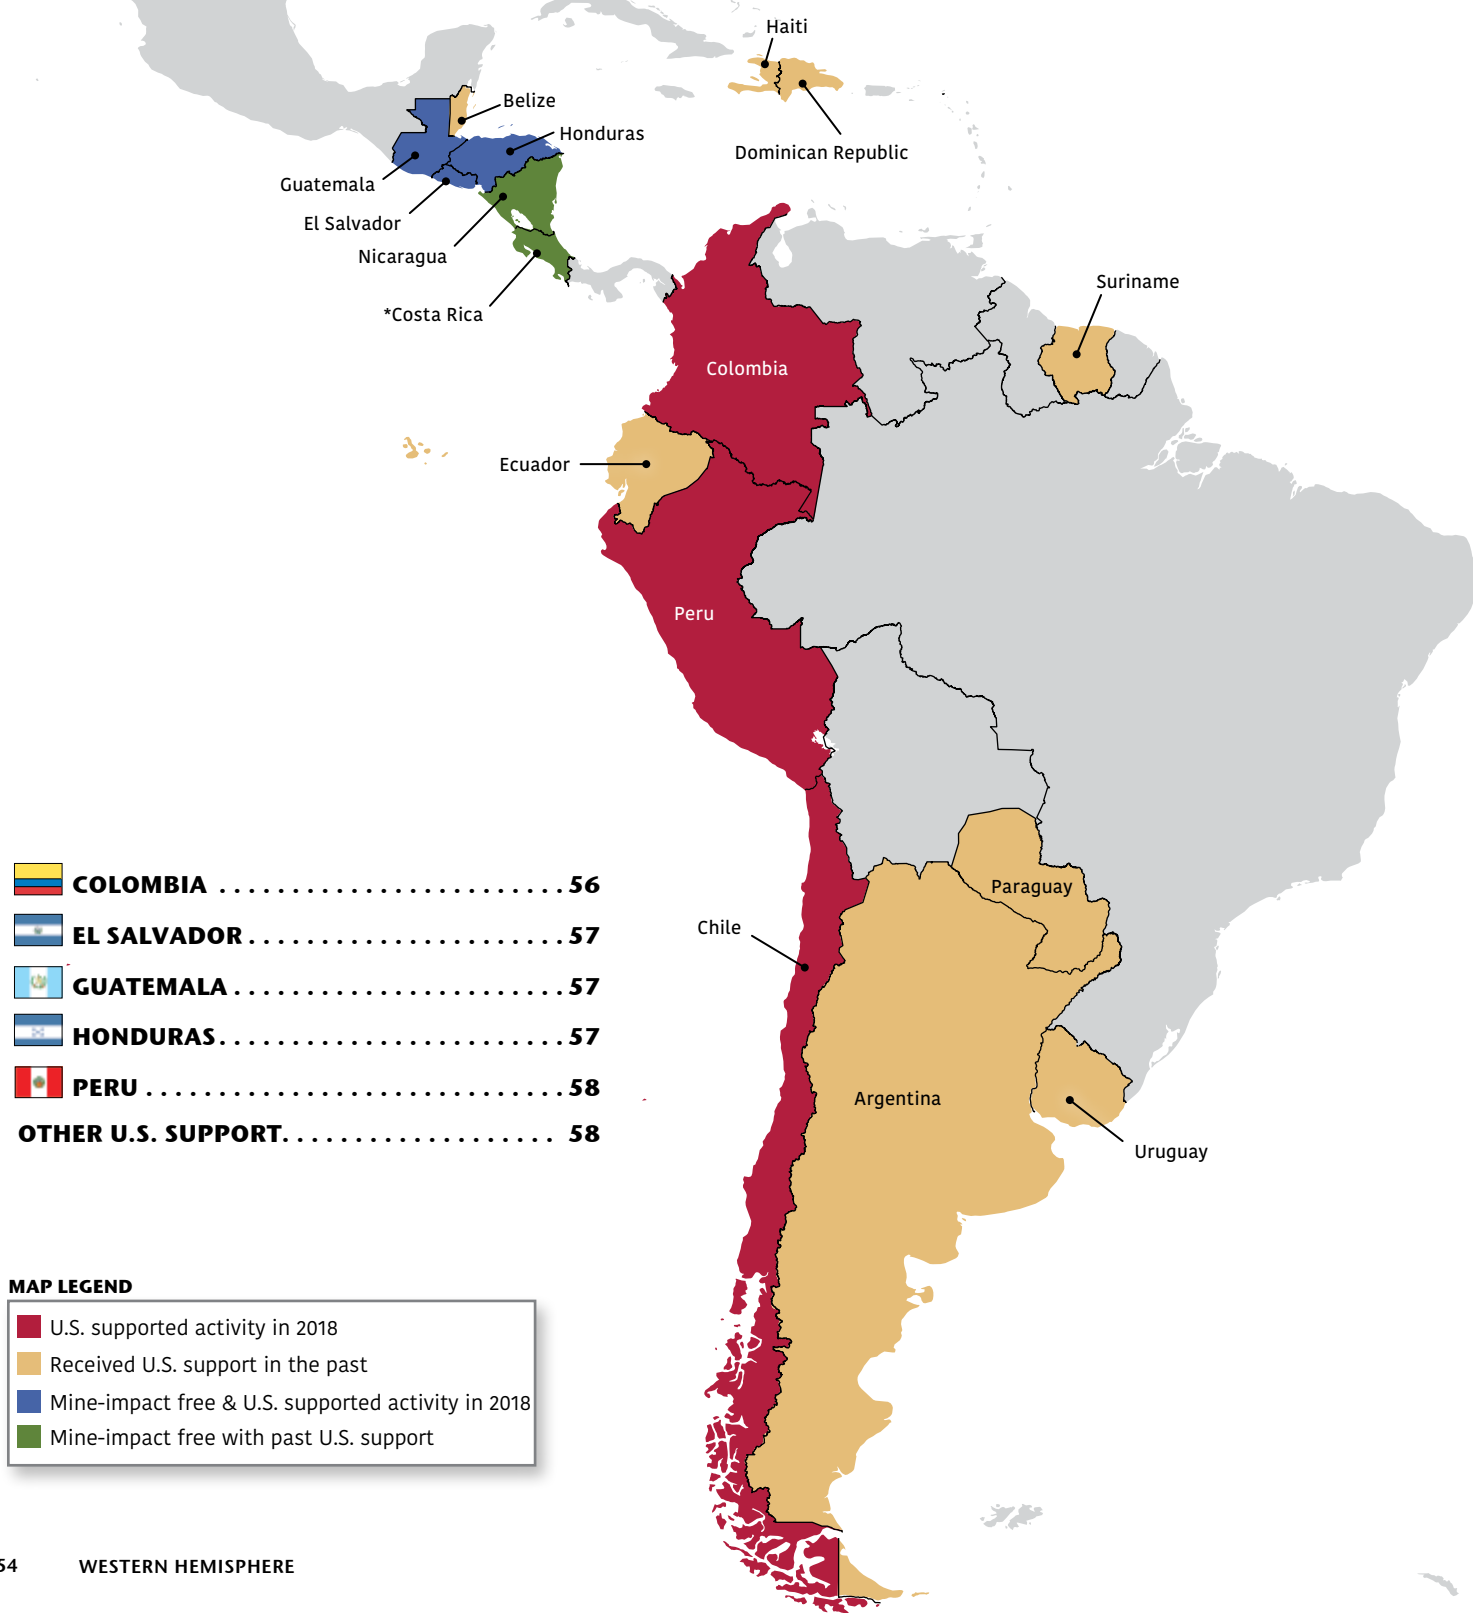 Haiti
Belize
Honduras
Dominican Republic
Guatemala
El Salvador
Nicaragua
*Costa Rica
Suriname
Colombia
Ecuador
Peru
Paraguay
Chile
Argentina
Uruguay
COLOMBIA . . . . . . . . . . . . . . . . . . . . . . . . 56
EL SALVADOR . . . . . . . . . . . . . . . . . . . . . . 57
GUATEMALA . . . . . . . . . . . . . . . . . . . . . . . 57
HONDURAS . . . . . . . . . . . . . . . . . . . . . . . . 57
PERU . . . . . . . . . . . . . . . . . . . . . . . . . . . . . 58
OTHER U.S. SUPPORT. . . . . . . . . . . . . . . . . . . 58
MAP LEGEND
U.S. supported activity in 2018
Received U.S. support in the past
Mine-impact free & U.S. supported activity in 2018
Mine-impact free with past U.S. support
54 WESTERN HEMISPHERE